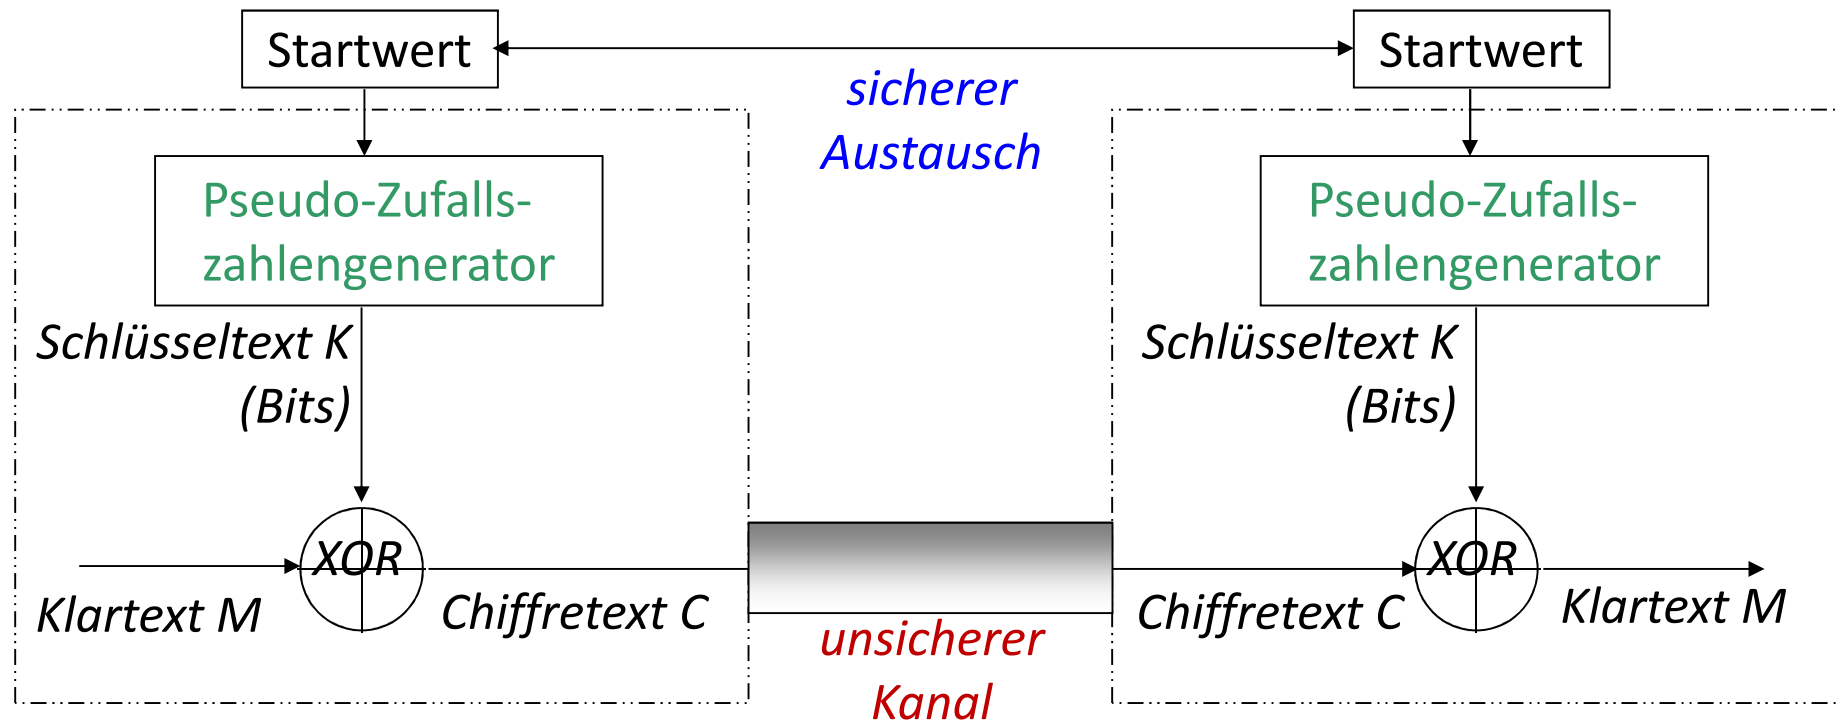 Startwert
Startwert
sicherer
Austausch
Pseudo-Zufalls-
zahlengenerator
Pseudo-Zufalls-
zahlengenerator
Schlüsseltext K
(Bits)
Schlüsseltext K
(Bits)
XOR
XOR
Klartext M
Chiffretext C
Chiffretext C
Klartext M
unsicherer
Kanal